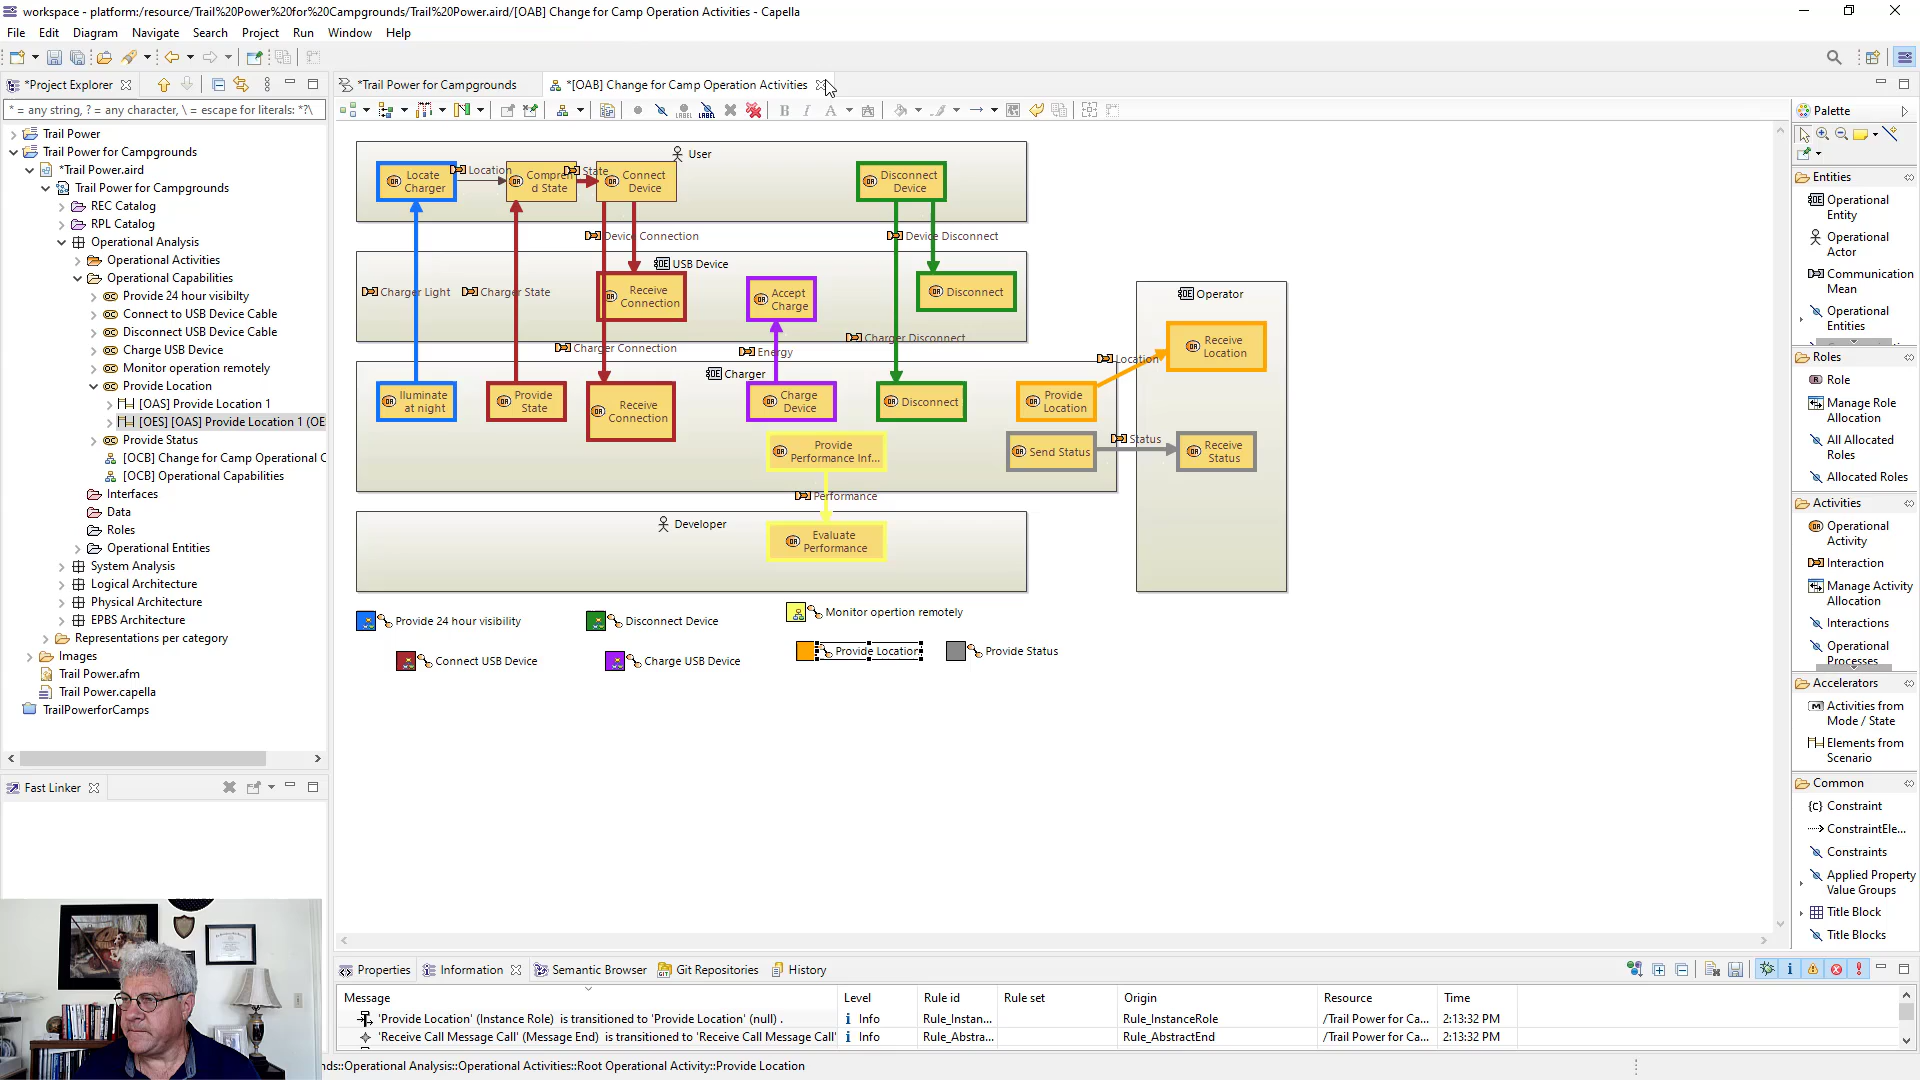 workspace - platform:/resource/Trail%20Power%20for%20Campgrounds/Trail%20Power.aird/[OAB] Change for Camp Operation Activities - Capella
File Edit Diagram Navigate Search Project Run Window Help
*Project Explorer
*Trail Power for Campgrounds
*[OAB] Change for Camp Operation Activities
* = any string, ? = any character, \ = escape for literals: *?\
Trail Power
Trail Power for Campgrounds
*Trail Power.aird
Trail Power for Campgrounds
REC Catalog
RPL Catalog
Operational Analysis
Operational Activities
Operational Capabilities
Provide 24 hour visibilty
Connect to USB Device Cable
Disconnect USB Device Cable
Charge USB Device
Monitor operation remotely
Provide Location
[OAS] Provide Location 1
[OES] [OAS] Provide Location 1 (OE
Provide Status
[OCB] Change for Camp Operational C
[OCB] Operational Capabilities
Interfaces
Data
Roles
Operational Entities
System Analysis
Logical Architecture
Physical Architecture
EPBS Architecture
Representations per category
Images
Trail Power.afm
Trail Power.capella
TrailPowerforCamps
Fast Linker
User
Locate
Charger
Location
Compren
d State
State
Connect
Device
Disconnect
Device
Device Connection
Device Disconnect
USB Device
Charger Light
Charger State
Receive
Connection
Accept
Charge
Disconnect
Charger Disconnect
Charger Connection
Energy
Charger
Iluminate
at night
Provide
State
Receive
Connection
Charge
Device
Disconnect
Provide
Location
Location
Provide
Performance Inf...
Send Status
Status
Performance
Developer
Evaluate
Performance
Operator
Receive
Location
Receive
Status
Provide 24 hour visibility
Disconnect Device
Monitor opertion remotely
Connect USB Device
Charge USB Device
Provide Location
Provide Status
Palette
Entities
Operational
Entity
Operational
Actor
Communication
Mean
Operational
Entities
Roles
Role
Manage Role
Allocation
All Allocated
Roles
Allocated Roles
Activities
Operational
Activity
Interaction
Manage Activity
Allocation
Interactions
Operational
Processes
Accelerators
Activities from
Mode / State
Elements from
Scenario
Common
Constraint
ConstraintEle...
Constraints
Applied Property
Value Groups
Title Block
Title Blocks
Properties Information Semantic Browser Git Repositories History
Message Level Rule id Rule set Origin Resource Time
'Provide Location' (Instance Role) is transitioned to 'Provide Location' (null) . Info Rule_Instan... Rule_InstanceRole /Trail Power for Ca... 2:13:32 PM
'Receive Call Message Call' (Message End) is transitioned to 'Receive Call Message Call' Info Rule_Abstra... Rule_AbstractEnd /Trail Power for Ca... 2:13:32 PM
nds::Operational Analysis::Operational Activities::Root Operational Activity::Provide Location